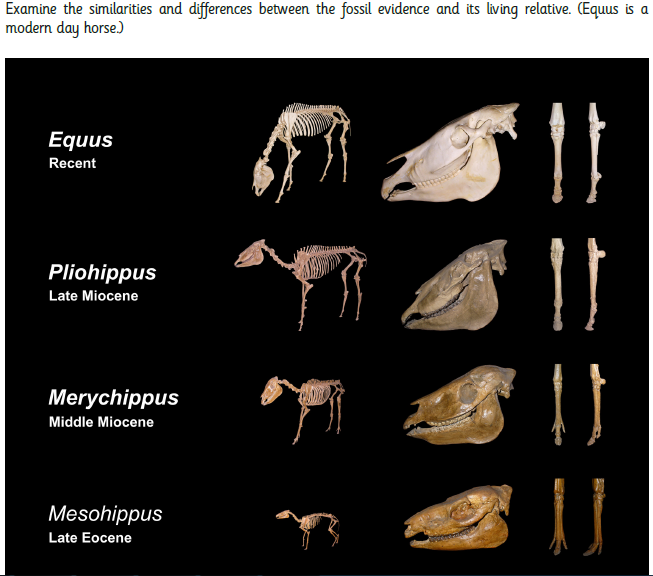 Examine the similarities and differences between the fossil evidence and its living relative. (Equus is a
modern day horse.)
Equus
Recent
Pliohippus
Late Miocene
Merychippus
Middle Miocene
Mesohippus
Late Eocene